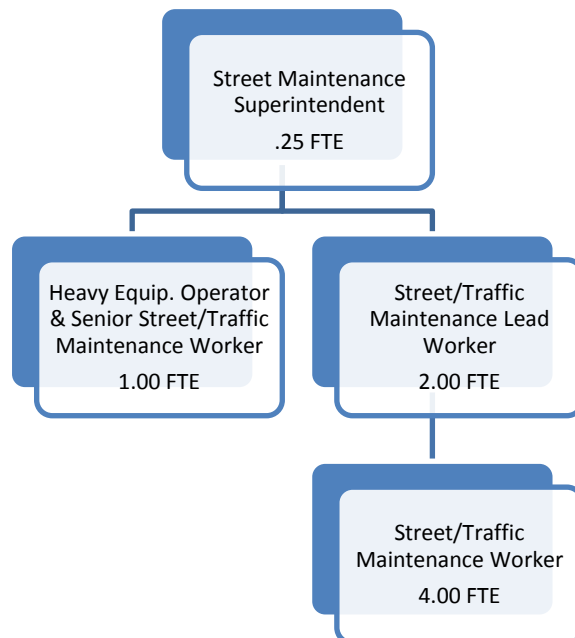 Street Maintenance
Superintendent
.25 FTE
Heavy Equip. Operator
& Senior Street/Traffic
Maintenance Worker
1.00 FTE
Street/Traffic
Maintenance Lead
Worker
2.00 FTE
Street/Traffic
Maintenance Worker
4.00 FTE